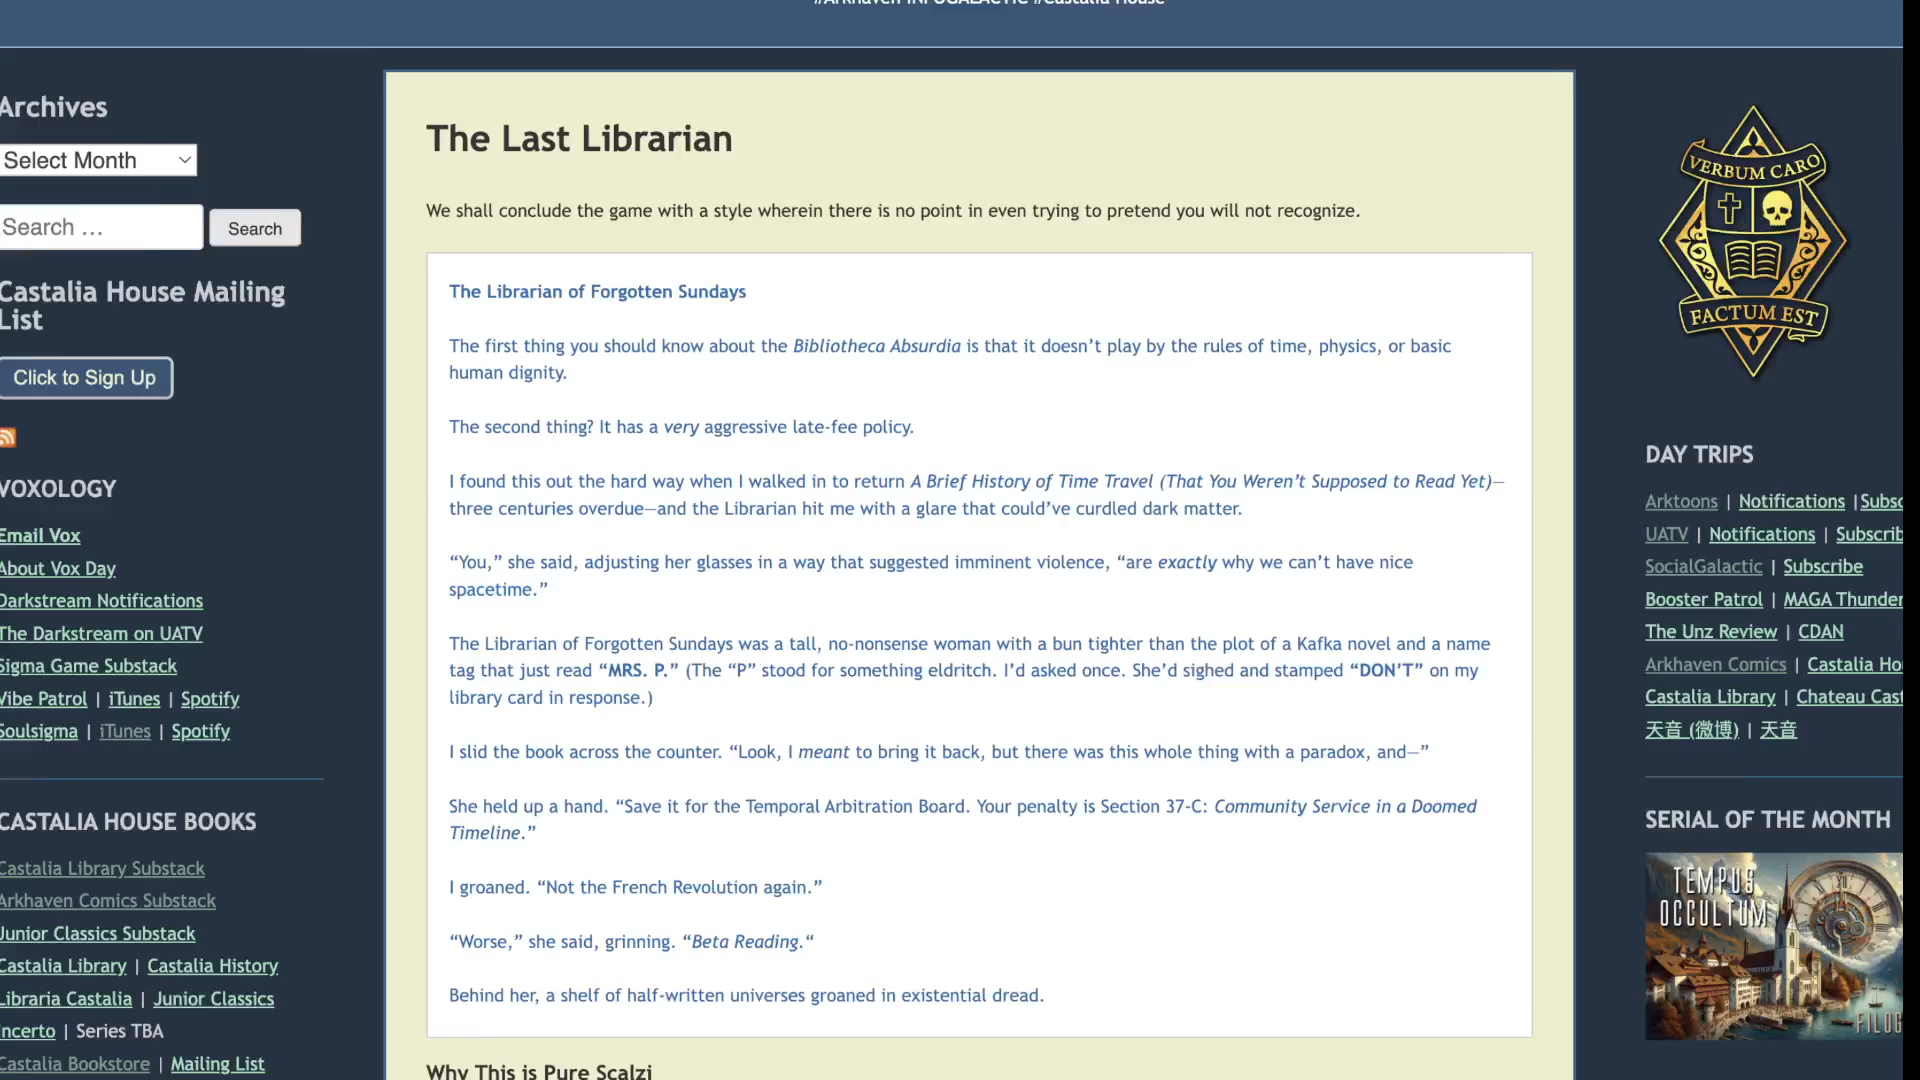 #Arkhaven INFOGALACTIC #Castalia House
Archives
Select Month
Search …
Search
Castalia House Mailing
List
Click to Sign Up
VOXOLOGY
Email Vox
About Vox Day
Darkstream Notifications
The Darkstream on UATV
Sigma Game Substack
Vibe Patrol | iTunes | Spotify
Soulsigma | iTunes | Spotify
CASTALIA HOUSE BOOKS
Castalia Library Substack
Arkhaven Comics Substack
Junior Classics Substack
Castalia Library | Castalia History
Libraria Castalia | Junior Classics
Incerto | Series TBA
Castalia Bookstore | Mailing List
The Last Librarian
We shall conclude the game with a style wherein there is no point in even trying to pretend you will not recognize.
The Librarian of Forgotten Sundays
The first thing you should know about the Bibliotheca Absurdia is that it doesn’t play by the rules of time, physics, or basic
human dignity.
The second thing? It has a very aggressive late-fee policy.
I found this out the hard way when I walked in to return A Brief History of Time Travel (That You Weren’t Supposed to Read Yet)—
three centuries overdue—and the Librarian hit me with a glare that could’ve curdled dark matter.
“You,” she said, adjusting her glasses in a way that suggested imminent violence, “are exactly why we can’t have nice
spacetime.”
The Librarian of Forgotten Sundays was a tall, no-nonsense woman with a bun tighter than the plot of a Kafka novel and a name
tag that just read “MRS. P.” (The “P” stood for something eldritch. I’d asked once. She’d sighed and stamped “DON’T” on my
library card in response.)
I slid the book across the counter. “Look, I meant to bring it back, but there was this whole thing with a paradox, and—”
She held up a hand. “Save it for the Temporal Arbitration Board. Your penalty is Section 37-C: Community Service in a Doomed
Timeline.”
I groaned. “Not the French Revolution again.”
“Worse,” she said, grinning. “Beta Reading.“
Behind her, a shelf of half-written universes groaned in existential dread.
Why This is Pure Scalzi
VERBUM CARO
FACTUM EST
DAY TRIPS
Arktoons | Notifications | Subsc
UATV | Notifications | Subscrib
SocialGalactic | Subscribe
Booster Patrol | MAGA Thunder
The Unz Review | CDAN
Arkhaven Comics | Castalia Ho
Castalia Library | Chateau Cast
天音 (微博) | 天音
SERIAL OF THE MONTH
TEMPUS
OCCULTUM
FILOG